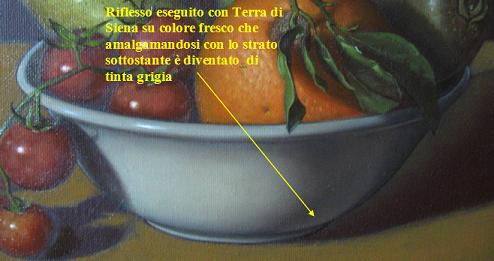 Riflesso eseguito con Terra di
Siena su colore fresco che
amalgamandosi con lo strato
sottostante è diventato di
tinta grigia